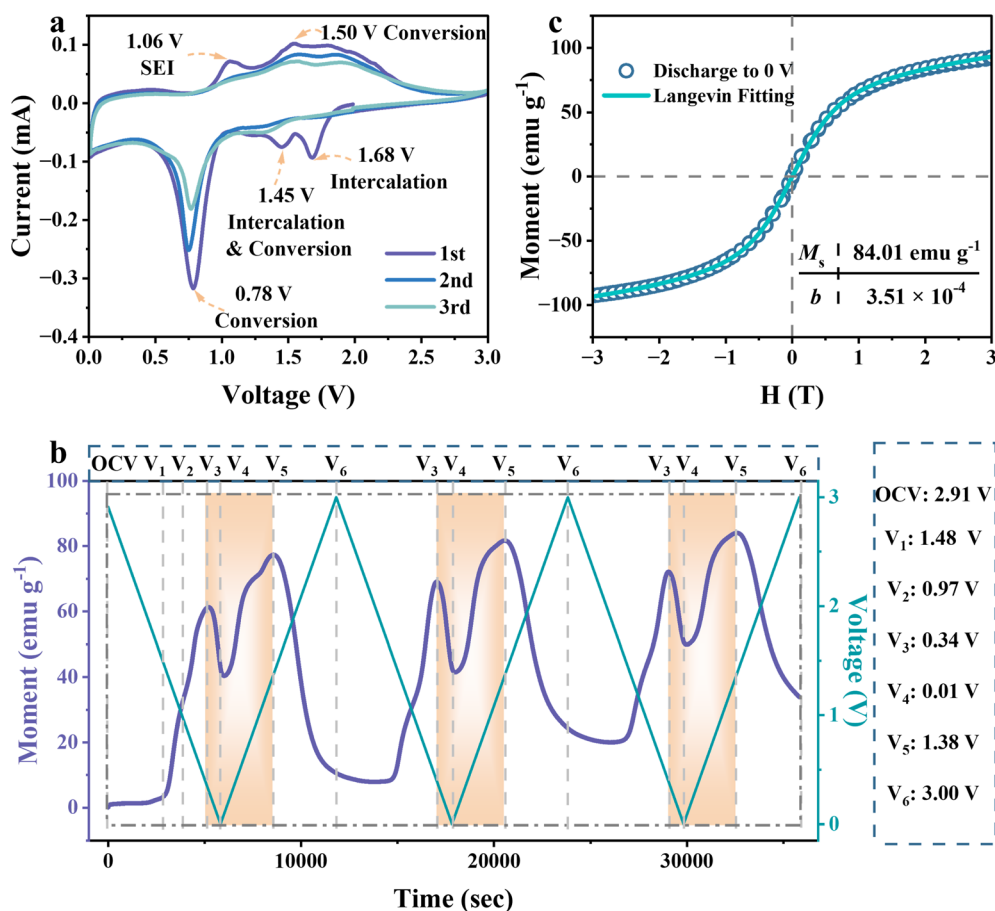 a
0.1
0.0
−0.1
−0.2
−0.3
−0.4
Current (mA)
1.06 V
SEI
1.50 V Conversion
1.68 V
Intercalation
1.45 V
Intercalation
& Conversion
0.78 V
Conversion
1st
2nd
3rd
0.0
0.5
1.0
1.5
2.0
2.5
3.0
Voltage (V)
c
100
50
0
−50
−100
Moment (emu g⁻¹)
Discharge to 0 V
Langevin Fitting
Mₛ 84.01 emu g⁻¹
b 3.51 × 10⁻⁴
−3
−2
−1
0
1
2
3
H (T)
b
OCV V₁ V₂ V₃ V₄ V₅ V₆ V₃ V₄ V₅ V₆ V₃ V₄ V₅ V₆
100
80
60
40
20
0
Moment (emu g⁻¹)
3
2
1
0
Voltage (V)
0
10000
20000
30000
Time (sec)
OCV: 2.91 V
V₁: 1.48 V
V₂: 0.97 V
V₃: 0.34 V
V₄: 0.01 V
V₅: 1.38 V
V₆: 3.00 V